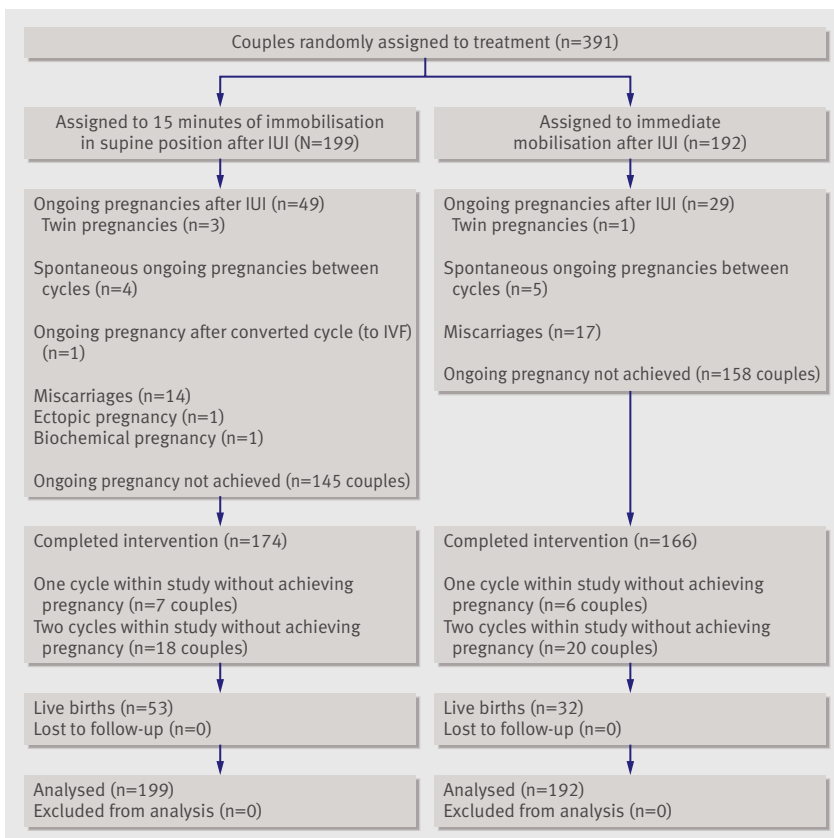 Couples randomly assigned to treatment (n=391)
Assigned to 15 minutes of immobilisation
in supine position after IUI (N=199)
Assigned to immediate
mobilisation after IUI (n=192)
Ongoing pregnancies after IUI (n=49)
Twin pregnancies (n=3)
Spontaneous ongoing pregnancies between
cycles (n=4)
Ongoing pregnancy after converted cycle (to IVF)
(n=1)
Miscarriages (n=14)
Ectopic pregnancy (n=1)
Biochemical pregnancy (n=1)
Ongoing pregnancy not achieved (n=145 couples)
Ongoing pregnancies after IUI (n=29)
Twin pregnancies (n=1)
Spontaneous ongoing pregnancies between
cycles (n=5)
Miscarriages (n=17)
Ongoing pregnancy not achieved (n=158 couples)
Completed intervention (n=174)
One cycle within study without achieving
pregnancy (n=7 couples)
Two cycles within study without achieving
pregnancy (n=18 couples)
Completed intervention (n=166)
One cycle within study without achieving
pregnancy (n=6 couples)
Two cycles within study without achieving
pregnancy (n=20 couples)
Live births (n=53)
Lost to follow-up (n=0)
Live births (n=32)
Lost to follow-up (n=0)
Analysed (n=199)
Excluded from analysis (n=0)
Analysed (n=192)
Excluded from analysis (n=0)